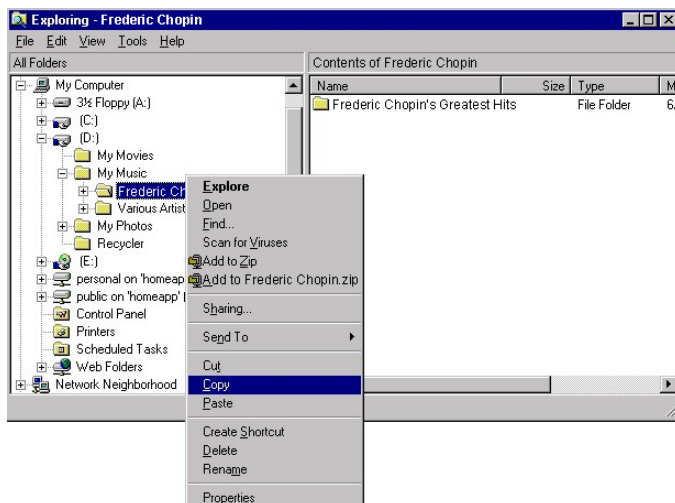 Exploring - Frederic Chopin
File Edit View Tools Help
All Folders
Contents of Frederic Chopin
Name Size Type M
My Computer
3½ Floppy (A:)
(C:)
(D:)
My Movies
My Music
Frederic Ch
Various Artist
My Photos
Recycler
(E:)
personal on 'homeap
public on 'homeapp'
Control Panel
Printers
Scheduled Tasks
Web Folders
Network Neighborhood
Frederic Chopin's Greatest Hits File Folder 6.
Explore
Open
Find...
Scan for Viruses
Add to Zip
Add to Frederic Chopin.zip
Sharing...
Send To
Cut
Copy
Paste
Create Shortcut
Delete
Rename
Properties